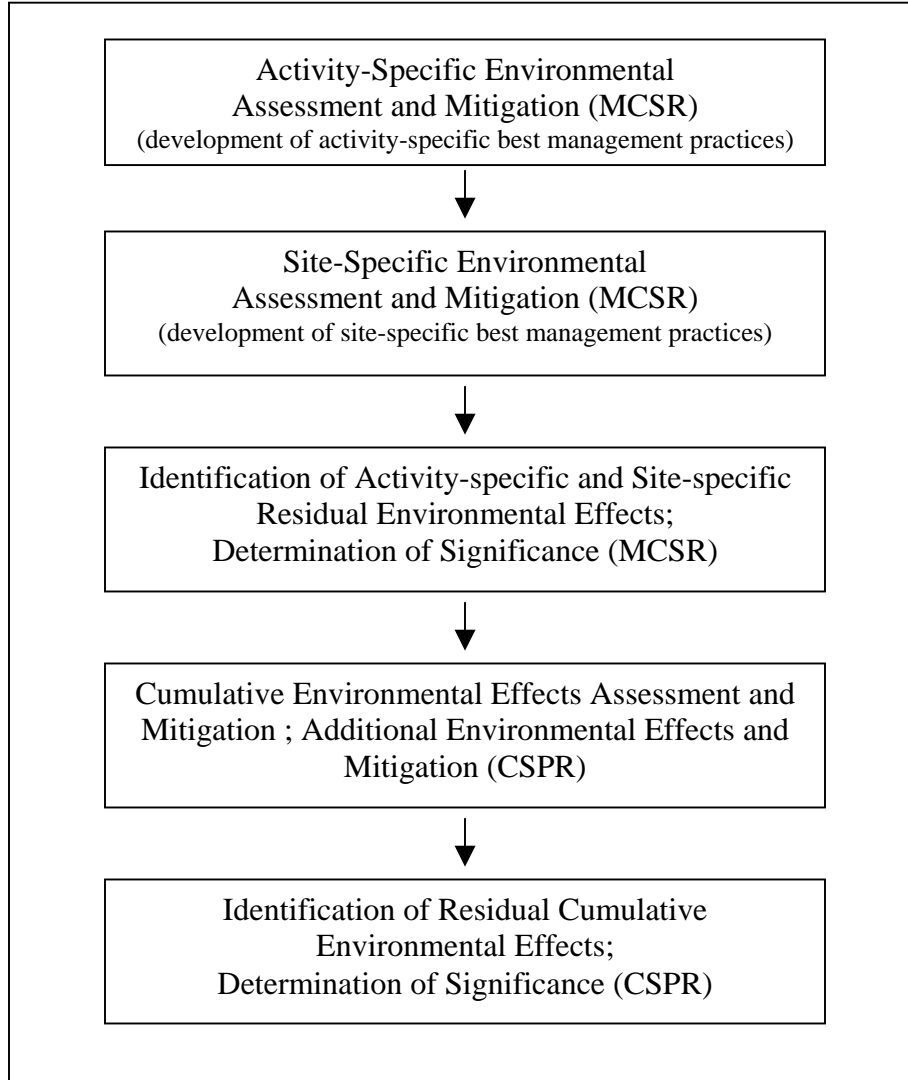 Activity-Specific Environmental
Assessment and Mitigation (MCSR)
(development of activity-specific best management practices)
Site-Specific Environmental
Assessment and Mitigation (MCSR)
(development of site-specific best management practices)
Identification of Activity-specific and Site-specific
Residual Environmental Effects;
Determination of Significance (MCSR)
Cumulative Environmental Effects Assessment and
Mitigation ; Additional Environmental Effects and
Mitigation (CSPR)
Identification of Residual Cumulative
Environmental Effects;
Determination of Significance (CSPR)